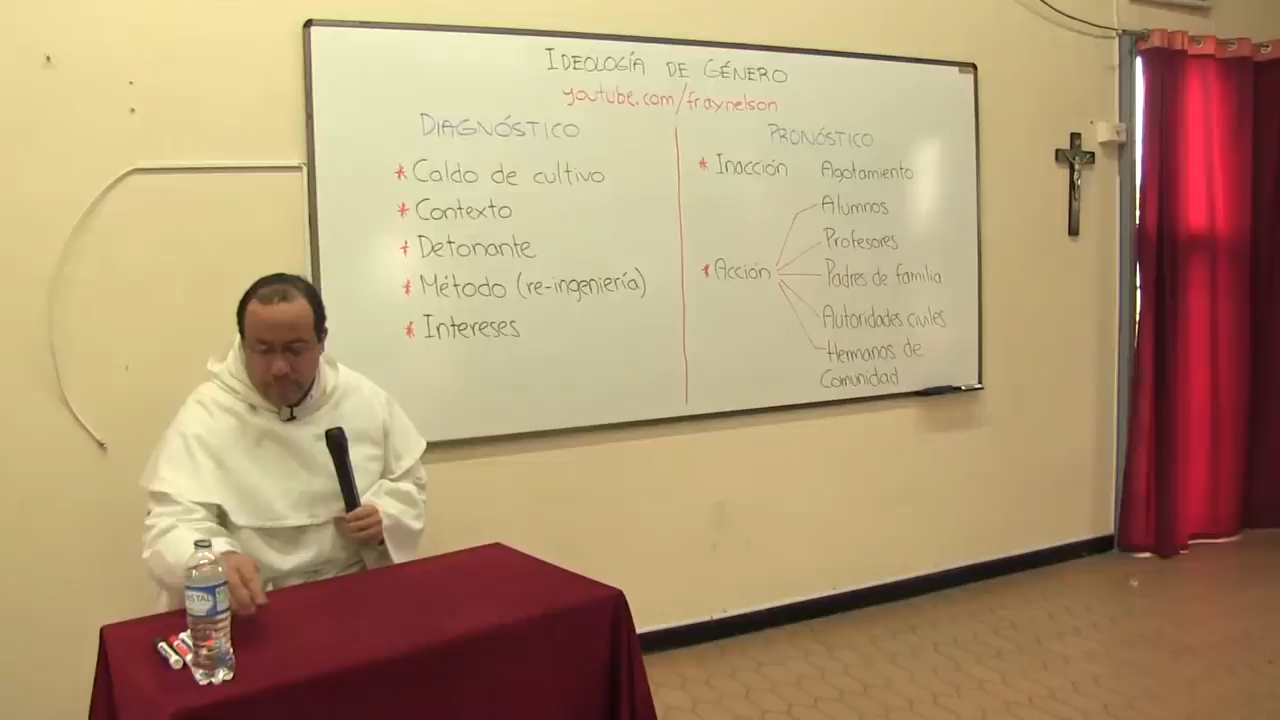 IDEOLOGÍA DE GÉNERO
youtube.com/fraynelson
DIAGNÓSTICO
* Caldo de cultivo
* Contexto
* Detonante
* Método (re-ingeniería)
* Intereses
PRONÓSTICO
* Inacción Agotamiento
* Acción
Alumnos
Profesores
Padres de familia
Autoridades civiles
Hermanos de
Comunidad